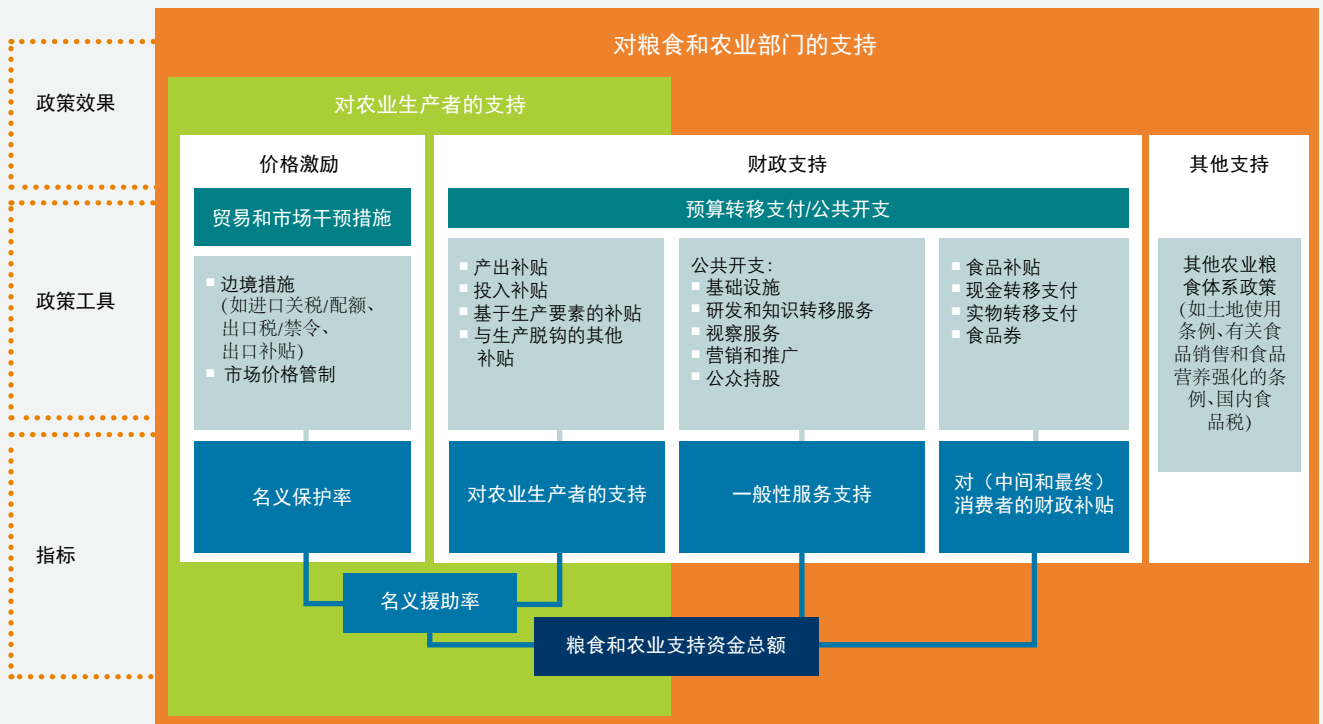 对粮食和农业部门的支持
政策效果
对农业生产者的支持
价格激励
财政支持
其他支持
政策工具
贸易和市场干预措施
预算转移支付/公共开支
▪ 边境措施
(如进口关税/配额、
出口税/禁令、
出口补贴)
▪ 市场价格管制
▪ 产出补贴
▪ 投入补贴
▪ 基于生产要素的补贴
▪ 与生产脱钩的其他
补贴
公共开支：
▪ 基础设施
▪ 研发和知识转移服务
▪ 视察服务
▪ 营销和推广
▪ 公众持股
▪ 食品补贴
▪ 现金转移支付
▪ 实物转移支付
▪ 食品券
其他农业粮
食体系政策
(如土地使用
条例、有关食
品销售和食品
营养强化的条
例、国内食
品税)
指标
名义保护率
对农业生产者的支持
一般性服务支持
对（中间和最终）
消费者的财政补贴
名义援助率
粮食和农业支持资金总额